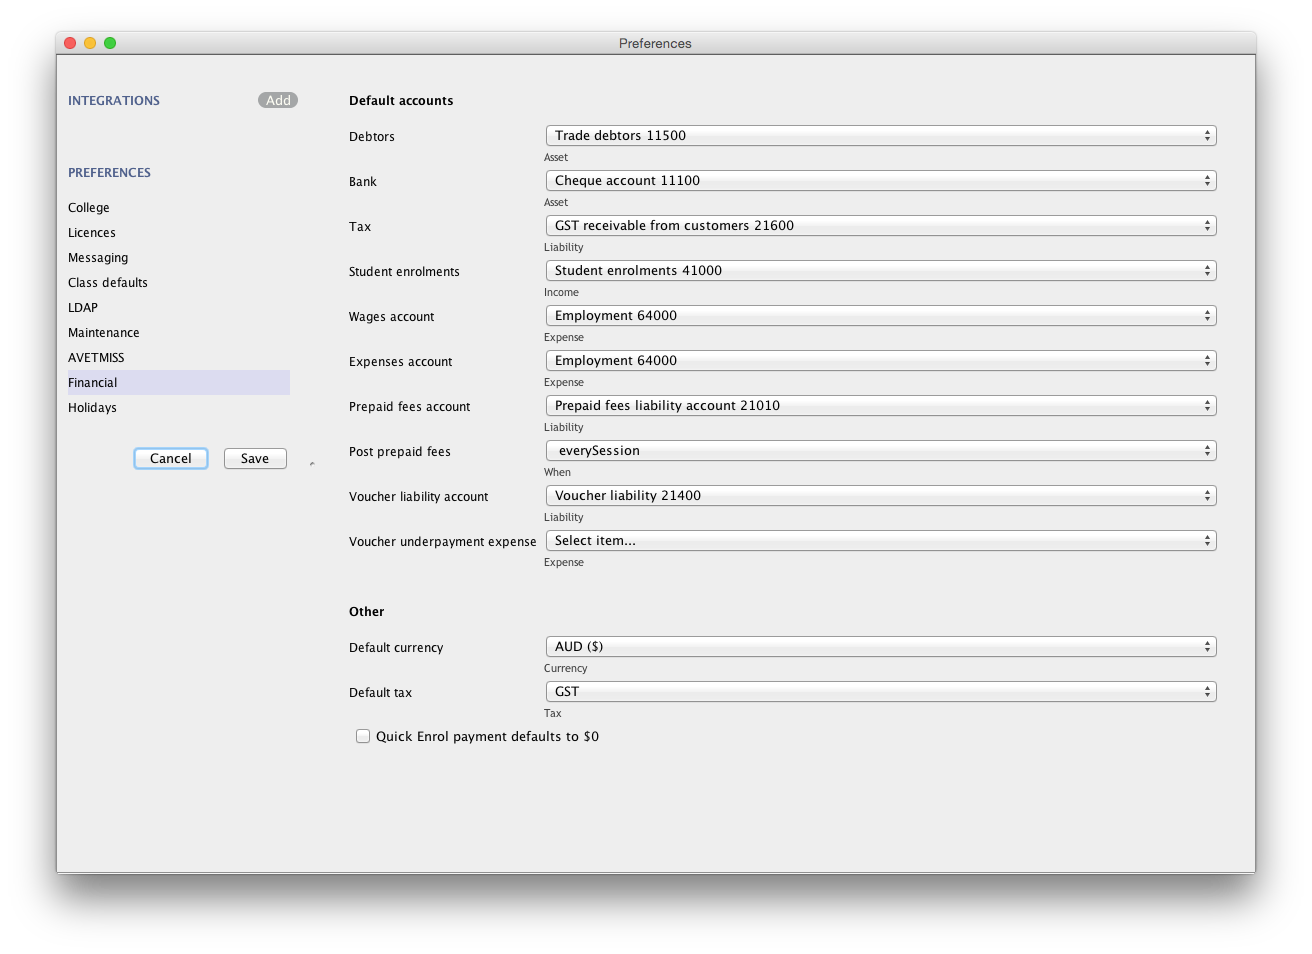 Preferences
INTEGRATIONS Add
PREFERENCES
College
Licences
Messaging
Class defaults
LDAP
Maintenance
AVETMISS
Financial
Holidays
Cancel Save
Default accounts
Debtors Trade debtors 11500
Asset
Bank Cheque account 11100
Asset
Tax GST receivable from customers 21600
Liability
Student enrolments Student enrolments 41000
Income
Wages account Employment 64000
Expense
Expenses account Employment 64000
Expense
Prepaid fees account Prepaid fees liability account 21010
Liability
Post prepaid fees everySession
When
Voucher liability account Voucher liability 21400
Liability
Voucher underpayment expense Select item...
Expense
Other
Default currency AUD ($)
Currency
Default tax GST
Tax
Quick Enrol payment defaults to $0